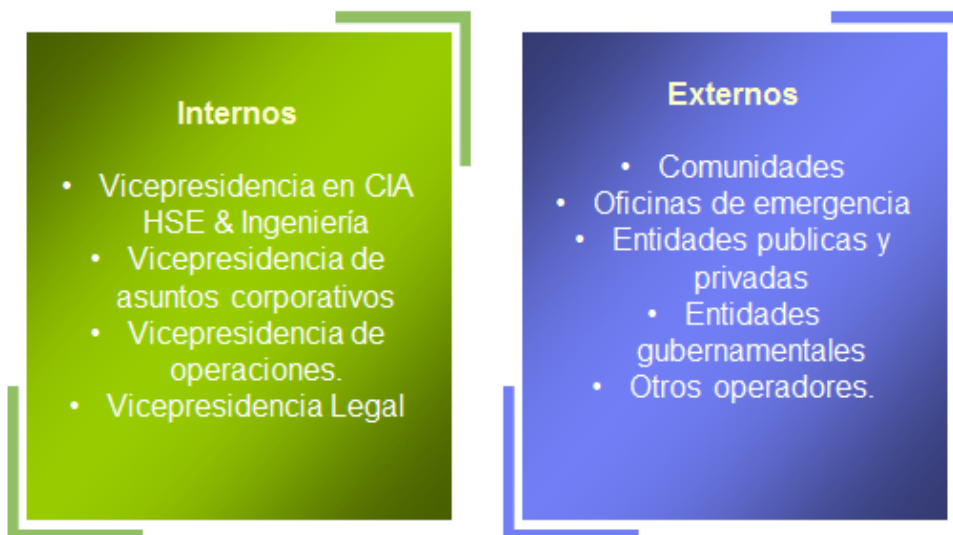 Internos
• Vicepresidencia en CIA
HSE & Ingeniería
• Vicepresidencia de
asuntos corporativos
• Vicepresidencia de
operaciones.
• Vicepresidencia Legal
Externos
• Comunidades
• Oficinas de emergencia
• Entidades publicas y
privadas
• Entidades
gubernamentales
• Otros operadores.